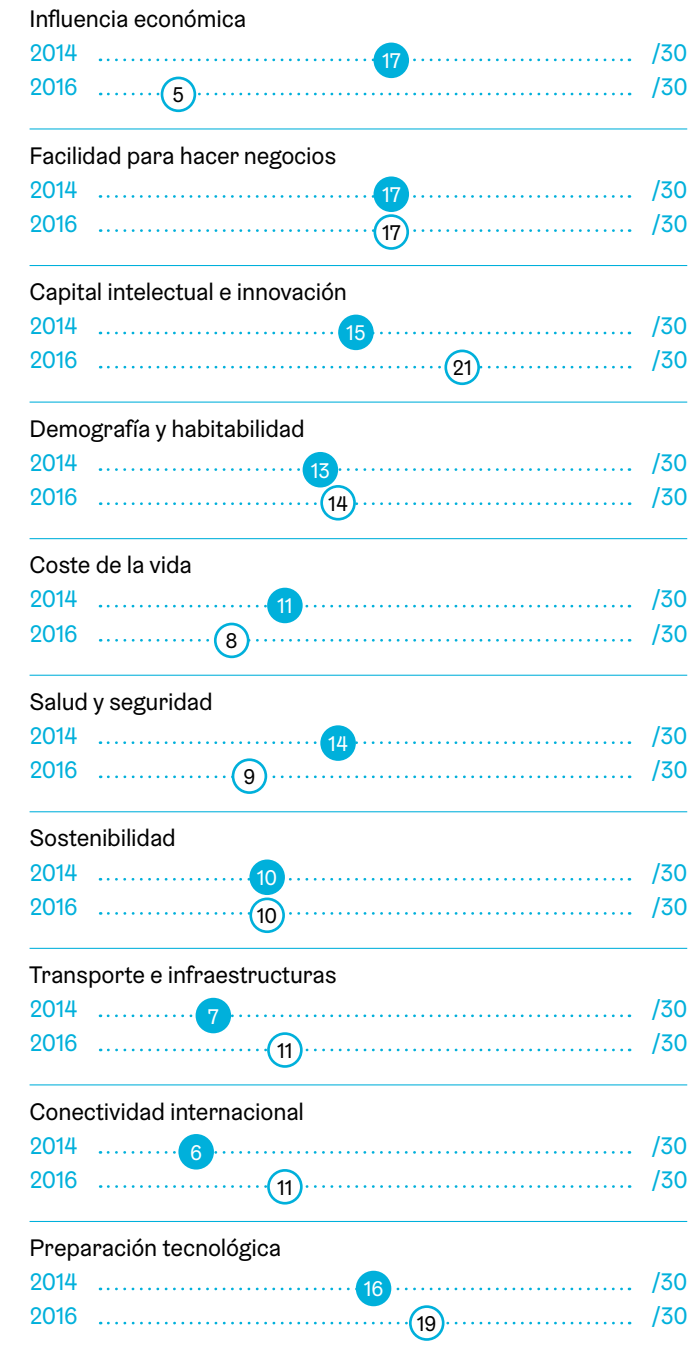 Influencia económica
2014 17 /30
2016 5 /30
Facilidad para hacer negocios
2014 17 /30
2016 17 /30
Capital intelectual e innovación
2014 15 /30
2016 21 /30
Demografía y habitabilidad
2014 13 /30
2016 14 /30
Coste de la vida
2014 11 /30
2016 8 /30
Salud y seguridad
2014 14 /30
2016 9 /30
Sostenibilidad
2014 10 /30
2016 10 /30
Transporte e infraestructuras
2014 7 /30
2016 11 /30
Conectividad internacional
2014 6 /30
2016 11 /30
Preparación tecnológica
2014 16 /30
2016 19 /30